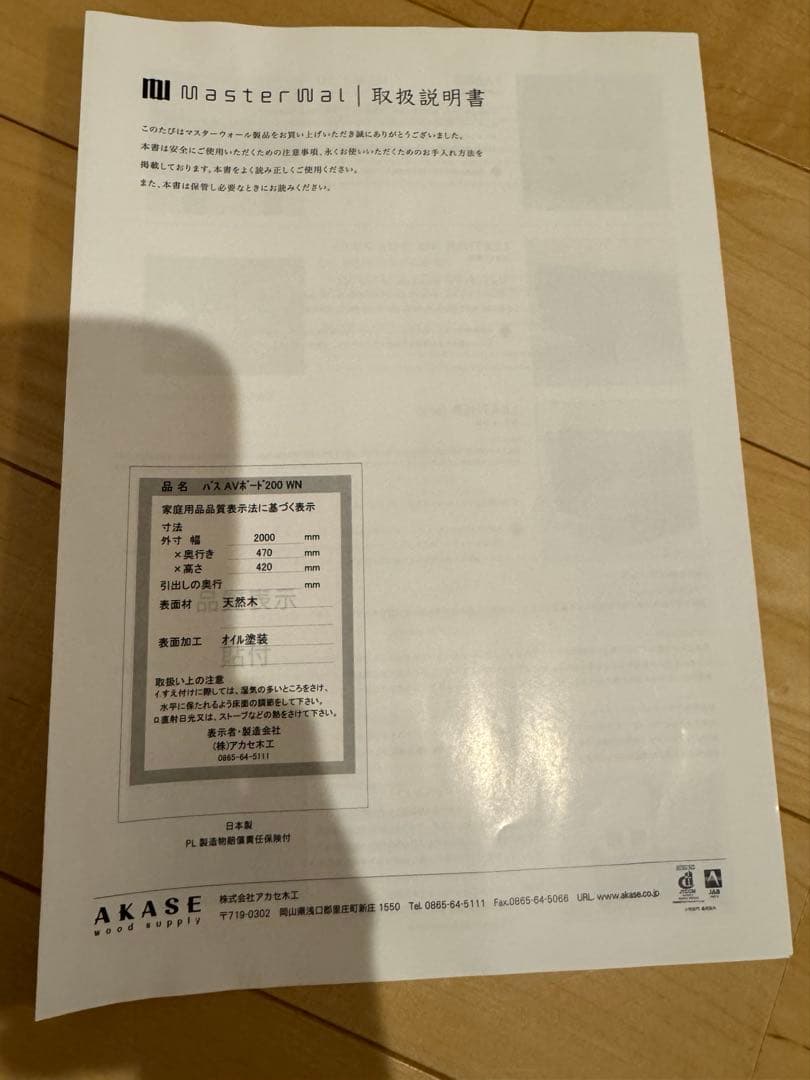 MasterWal | 取扱説明書
このたびはマスターウォール製品をお買い上げいただき誠にありがとうございました。
本書は安全にご使用いただくための注意事項、永くお使いいただくためのお手入れ方法を
掲載しております。本書をよく読み正しくご使用ください。
また、本書は保管し必要なときにお読みください。
品名 パス AVボード200 WN
家庭用品品質表示法に基づく表示
寸法
外寸 幅 2000 mm
×奥行き 470 mm
×高さ 420 mm
引出しの奥行 mm
品質表示
表面材 天然木
表面加工 オイル塗装
貼付
取扱い上の注意
イ.すえ付けに際しては、湿気の多いところをさけ、
水平に保たれるよう床面の調節をして下さい。
ロ.直射日光又は、ストーブなどの熱をさけて下さい。
表示者・製造会社
(株)アカセ木工
0865-64-5111
日本製
PL 製造物賠償責任保険付
AKASE
wood supply
株式会社アカセ木工
〒719-0302 岡山県浅口郡里庄町新庄 1550 Tel. 0865-64-5111 Fax.0865-64-5066 URL. www.akase.co.jp
JAB